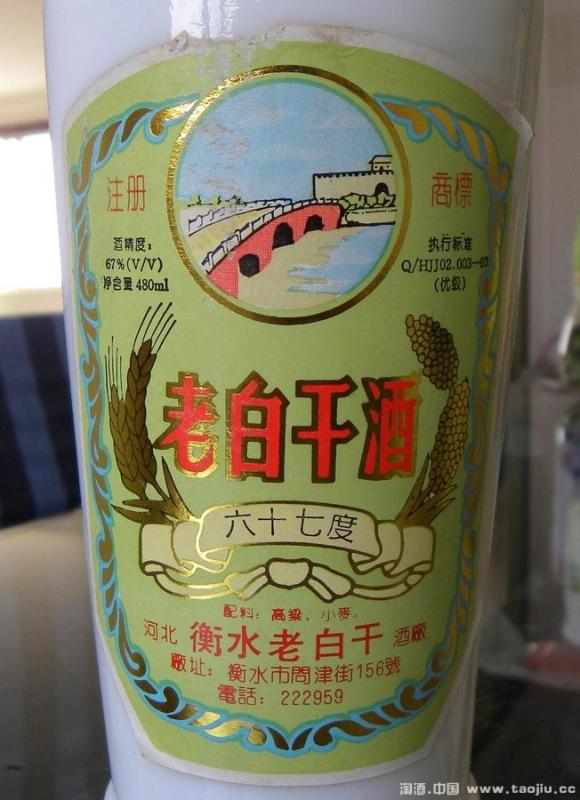 注册 商標
酒精度:
67%(V/V)
净含量 480ml
执行标准
Q/HJJ02.003—93
(优级)
老白干酒
六十七度
配料: 高粱、小麥。
河北 衡水老白干 酒廠
廠址: 衡水市問津街156號
電話: 222959
淘酒.中国 www.taojiu.cc